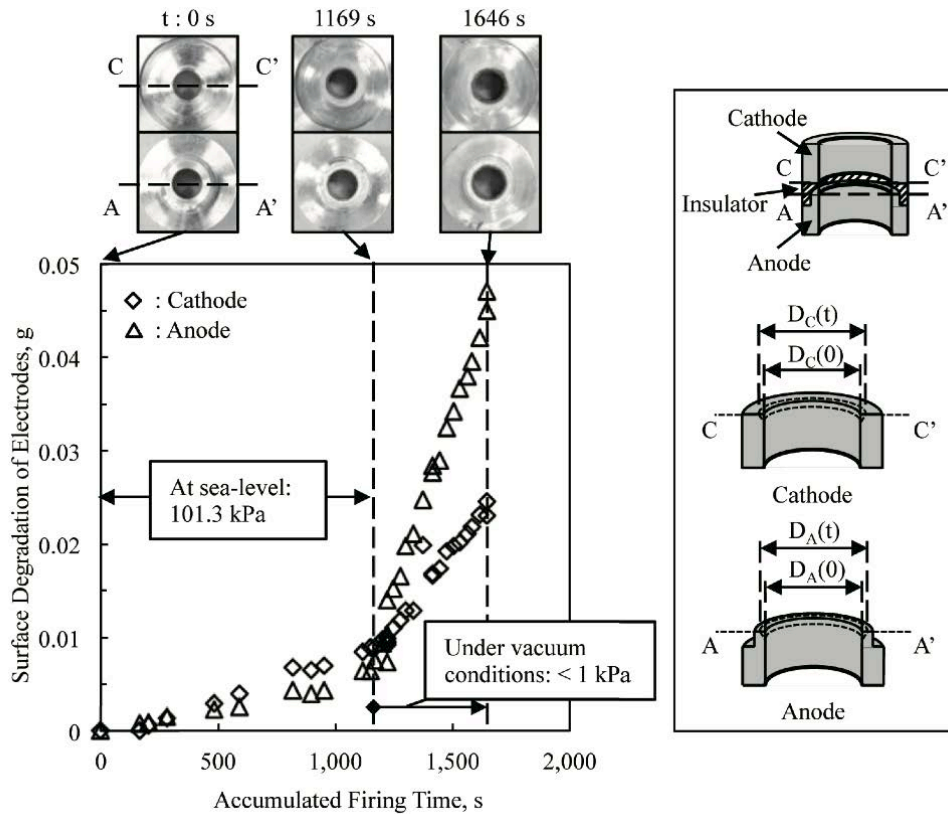 t : 0 s
1169 s
1646 s
C
C'
A
A'
0.05
0.04
0.03
0.02
0.01
0
Surface Degradation of Electrodes, g
◇ : Cathode
△ : Anode
At sea-level:
101.3 kPa
Under vacuum
conditions: < 1 kPa
0
500
1,000
1,500
2,000
Accumulated Firing Time, s
Cathode
C
C'
Insulator
A
A'
Anode
D_C(t)
D_C(0)
C
C'
Cathode
D_A(t)
D_A(0)
A
A'
Anode